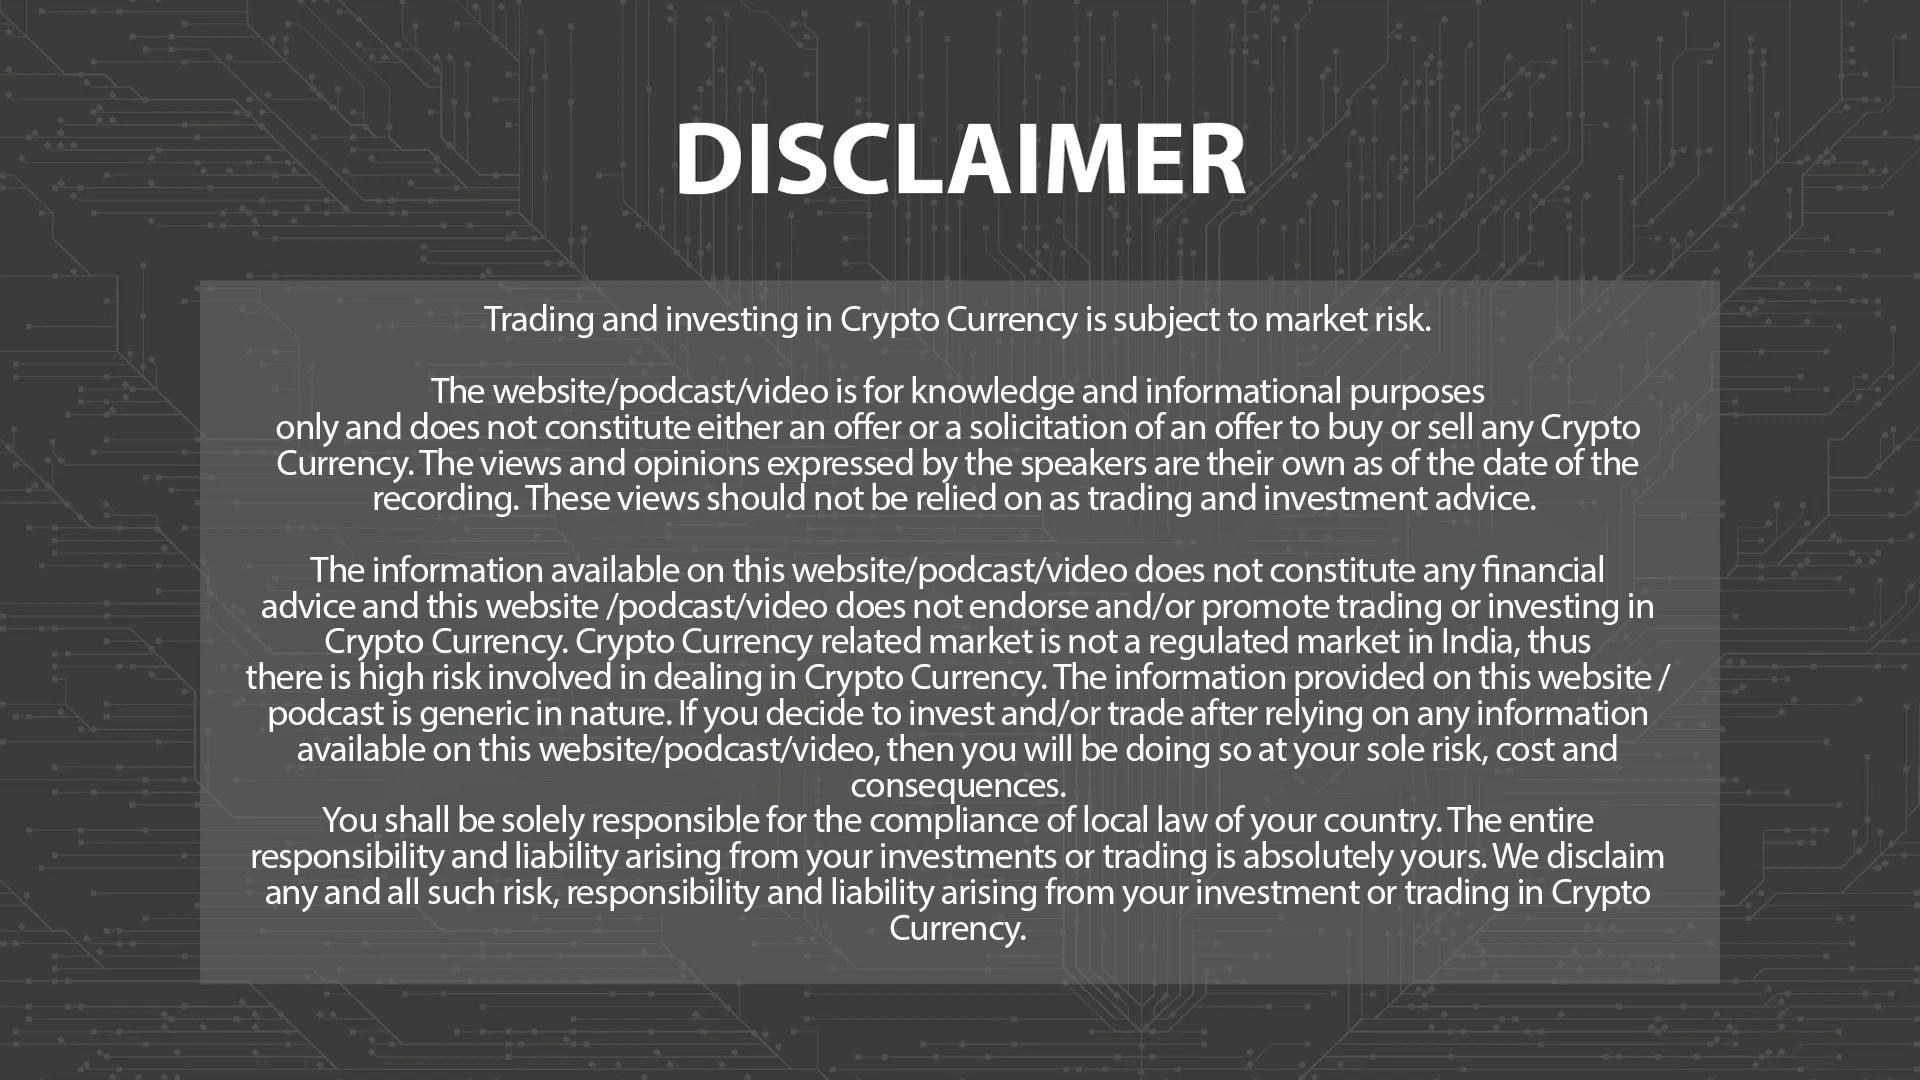 DISCLAIMER
Trading and investing in Crypto Currency is subject to market risk.
The website/podcast/video is for knowledge and informational purposes
only and does not constitute either an offer or a solicitation of an offer to buy or sell any Crypto
Currency. The views and opinions expressed by the speakers are their own as of the date of the
recording. These views should not be relied on as trading and investment advice.
The information available on this website/podcast/video does not constitute any financial
advice and this website /podcast/video does not endorse and/or promote trading or investing in
Crypto Currency. Crypto Currency related market is not a regulated market in India, thus
there is high risk involved in dealing in Crypto Currency. The information provided on this website /
podcast is generic in nature. If you decide to invest and/or trade after relying on any information
available on this website/podcast/video, then you will be doing so at your sole risk, cost and
consequences.
You shall be solely responsible for the compliance of local law of your country. The entire
responsibility and liability arising from your investments or trading is absolutely yours. We disclaim
any and all such risk, responsibility and liability arising from your investment or trading in Crypto
Currency.